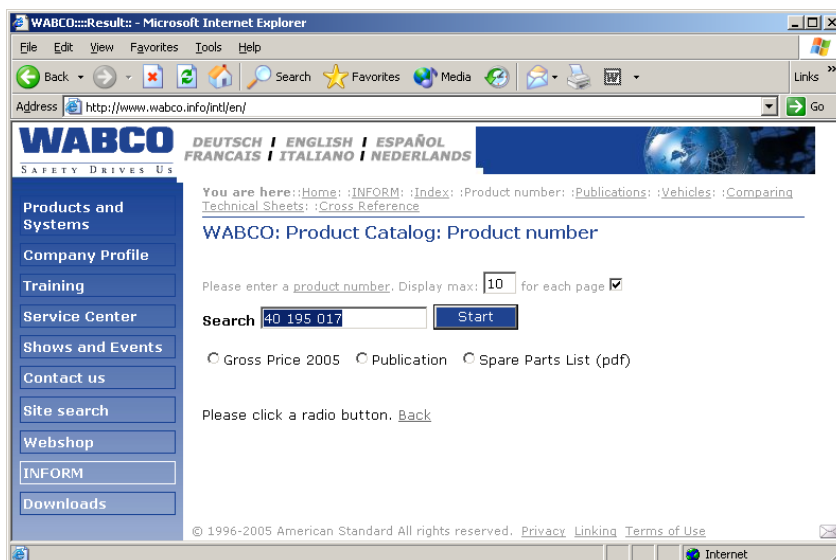 WABCO::::Result:: - Microsoft Internet Explorer
File Edit View Favorites Tools Help
Back Search Favorites Media Links »
Address http://www.wabco.info/intl/en/ Go
WABCO
SAFETY DRIVES US
DEUTSCH I ENGLISH I ESPAÑOL
FRANCAIS I ITALIANO I NEDERLANDS
You are here::Home: :INFORM: :Index: :Product number: :Publications: :Vehicles: :Comparing
Technical Sheets: :Cross Reference
WABCO: Product Catalog: Product number
Please enter a product number. Display max: 10 for each page
Search 40 195 017 Start
Gross Price 2005 Publication Spare Parts List (pdf)
Please click a radio button. Back
Products and
Systems
Company Profile
Training
Service Center
Shows and Events
Contact us
Site search
Webshop
INFORM
Downloads
© 1996-2005 American Standard All rights reserved. Privacy Linking Terms of Use
Internet